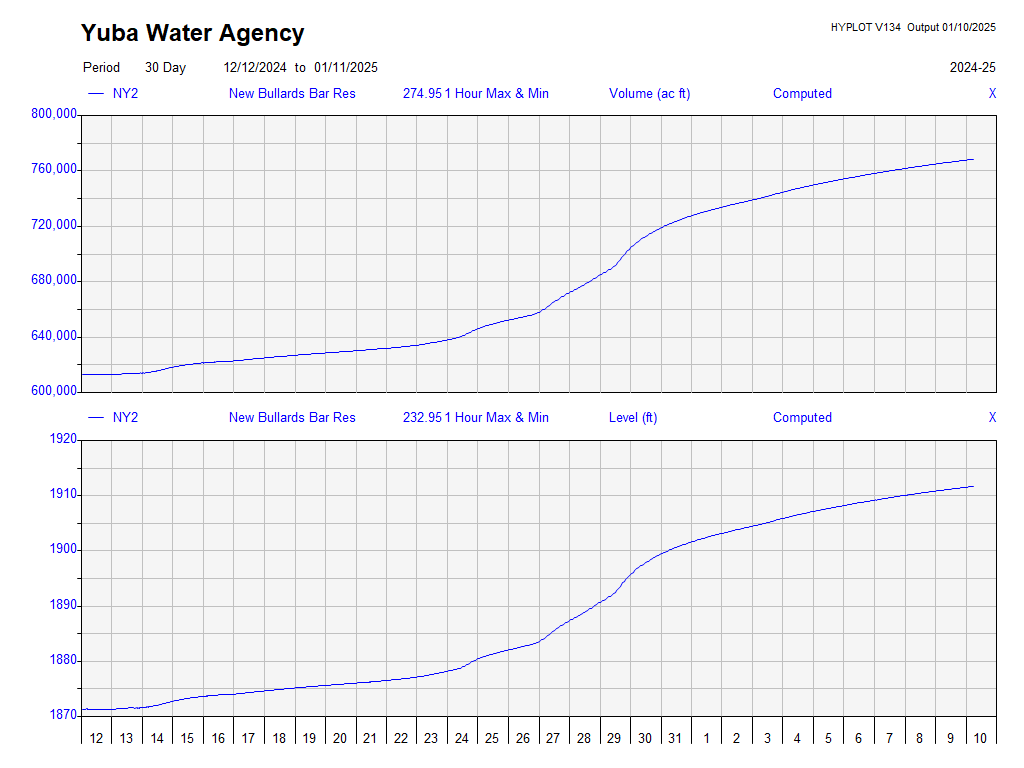 Yuba Water Agency
HYPLOT V134 Output 01/10/2025
Period 30 Day 12/12/2024 to 01/11/2025 2024-25
NY2 New Bullards Bar Res 274.95 1 Hour Max & Min Volume (ac ft) Computed X
800,000
760,000
720,000
680,000
640,000
600,000
NY2 New Bullards Bar Res 232.95 1 Hour Max & Min Level (ft) Computed X
1920
1910
1900
1890
1880
1870
12 13 14 15 16 17 18 19 20 21 22 23 24 25 26 27 28 29 30 31 1 2 3 4 5 6 7 8 9 10